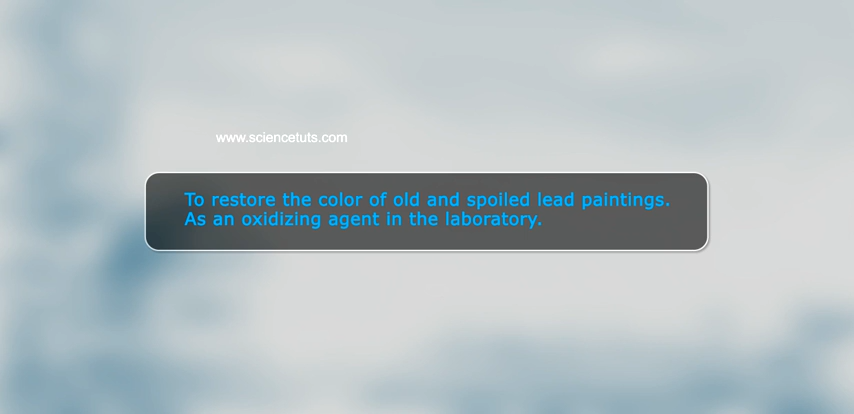 www.sciencetuts.com
To restore the color of old and spoiled lead paintings.
As an oxidizing agent in the laboratory.